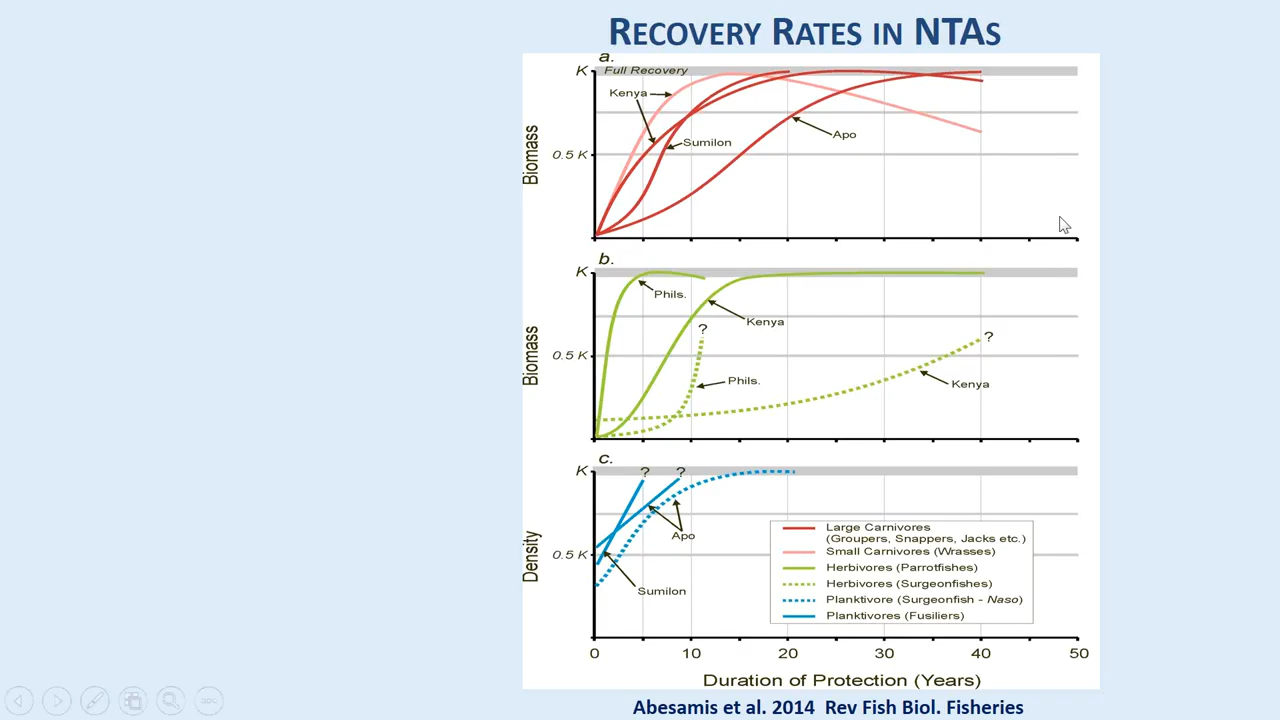 RECOVERY RATES IN NTAS
a.
K Full Recovery
Kenya
Sumilon
Apo
0.5 K
Biomass
b.
K
Phils.
Kenya
?
0.5 K
Phils.
?
Kenya
Biomass
c.
K
? ?
Apo
0.5 K
Sumilon
Density
Large Carnivores
(Groupers, Snappers, Jacks etc.)
Small Carnivores (Wrasses)
Herbivores (Parrotfishes)
Herbivores (Surgeonfishes)
Planktivore (Surgeonfish - Naso)
Planktivores (Fusiliers)
0 10 20 30 40 50
Duration of Protection (Years)
Abesamis et al. 2014 Rev Fish Biol. Fisheries